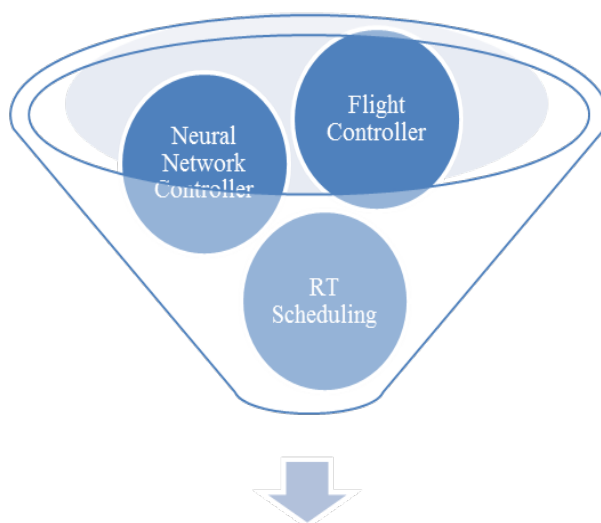 Flight
Controller
Neural
Network
Controller
RT
Scheduling